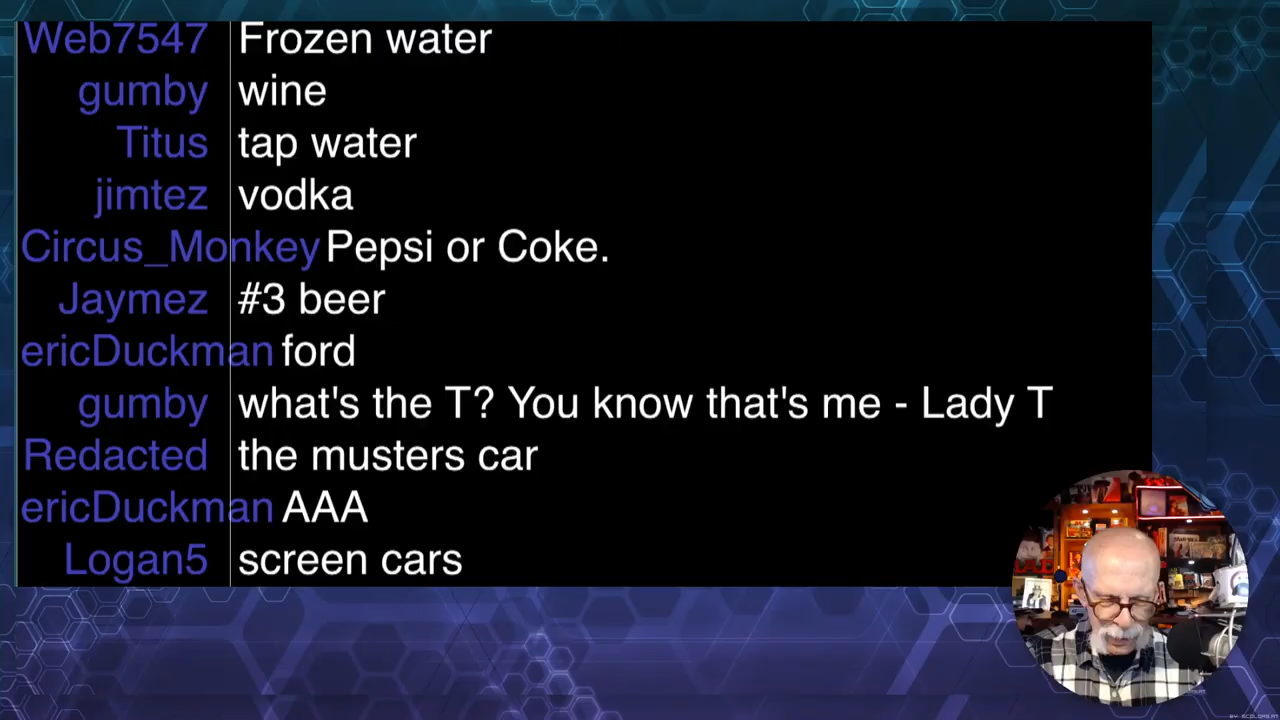 Web7547 Frozen water
gumby wine
Titus tap water
jimtez vodka
Circus_Monkey Pepsi or Coke.
Jaymez #3 beer
ericDuckman ford
gumby what's the T? You know that's me - Lady T
Redacted the musters car
ericDuckman AAA
Logan5 screen cars